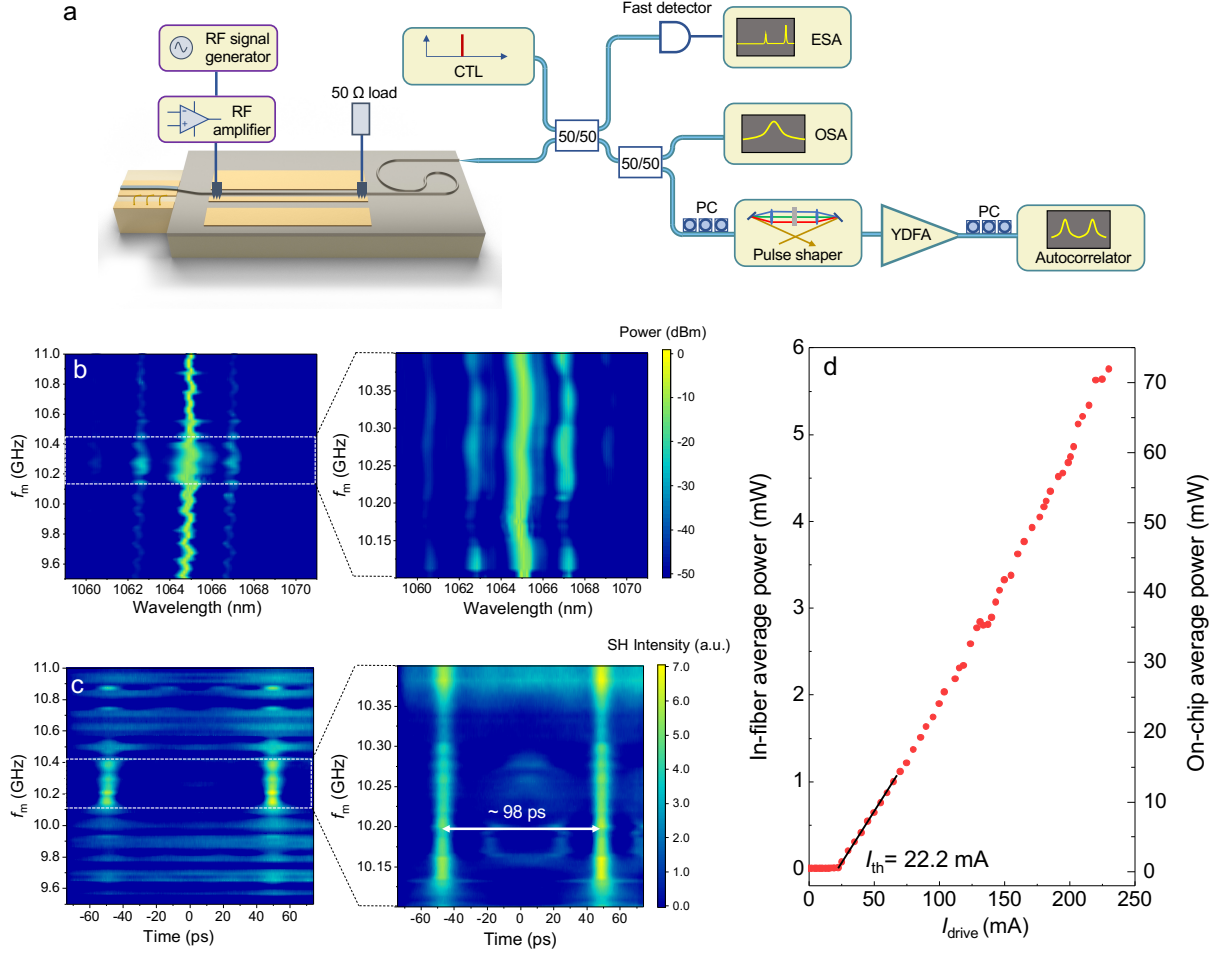 a
RF signal
generator
RF
amplifier
50 Ω load
CTL
50/50
50/50
Fast detector
ESA
OSA
PC
Pulse shaper
YDFA
PC
Autocorrelator
b
11.0
10.8
10.6
10.4
10.2
10.0
9.8
9.6
fm (GHz)
1060 1062 1064 1066 1068 1070
Wavelength (nm)
10.35
10.30
10.25
10.20
10.15
fm (GHz)
1060 1062 1064 1066 1068 1070
Wavelength (nm)
Power (dBm)
0
-10
-20
-30
-40
-50
c
11.0
10.8
10.6
10.4
10.2
10.0
9.8
9.6
fm (GHz)
-60 -40 -20 0 20 40 60
Time (ps)
10.35
10.30
10.25
10.20
10.15
fm (GHz)
~ 98 ps
-60 -40 -20 0 20 40 60
Time (ps)
SH Intensity (a.u.)
7.0
6.0
5.0
4.0
3.0
2.0
1.0
0.0
d
6
5
4
3
2
1
0
In-fiber average power (mW)
Ith = 22.2 mA
0 50 100 150 200 250
Idrive (mA)
70
60
50
40
30
20
10
0
On-chip average power (mW)